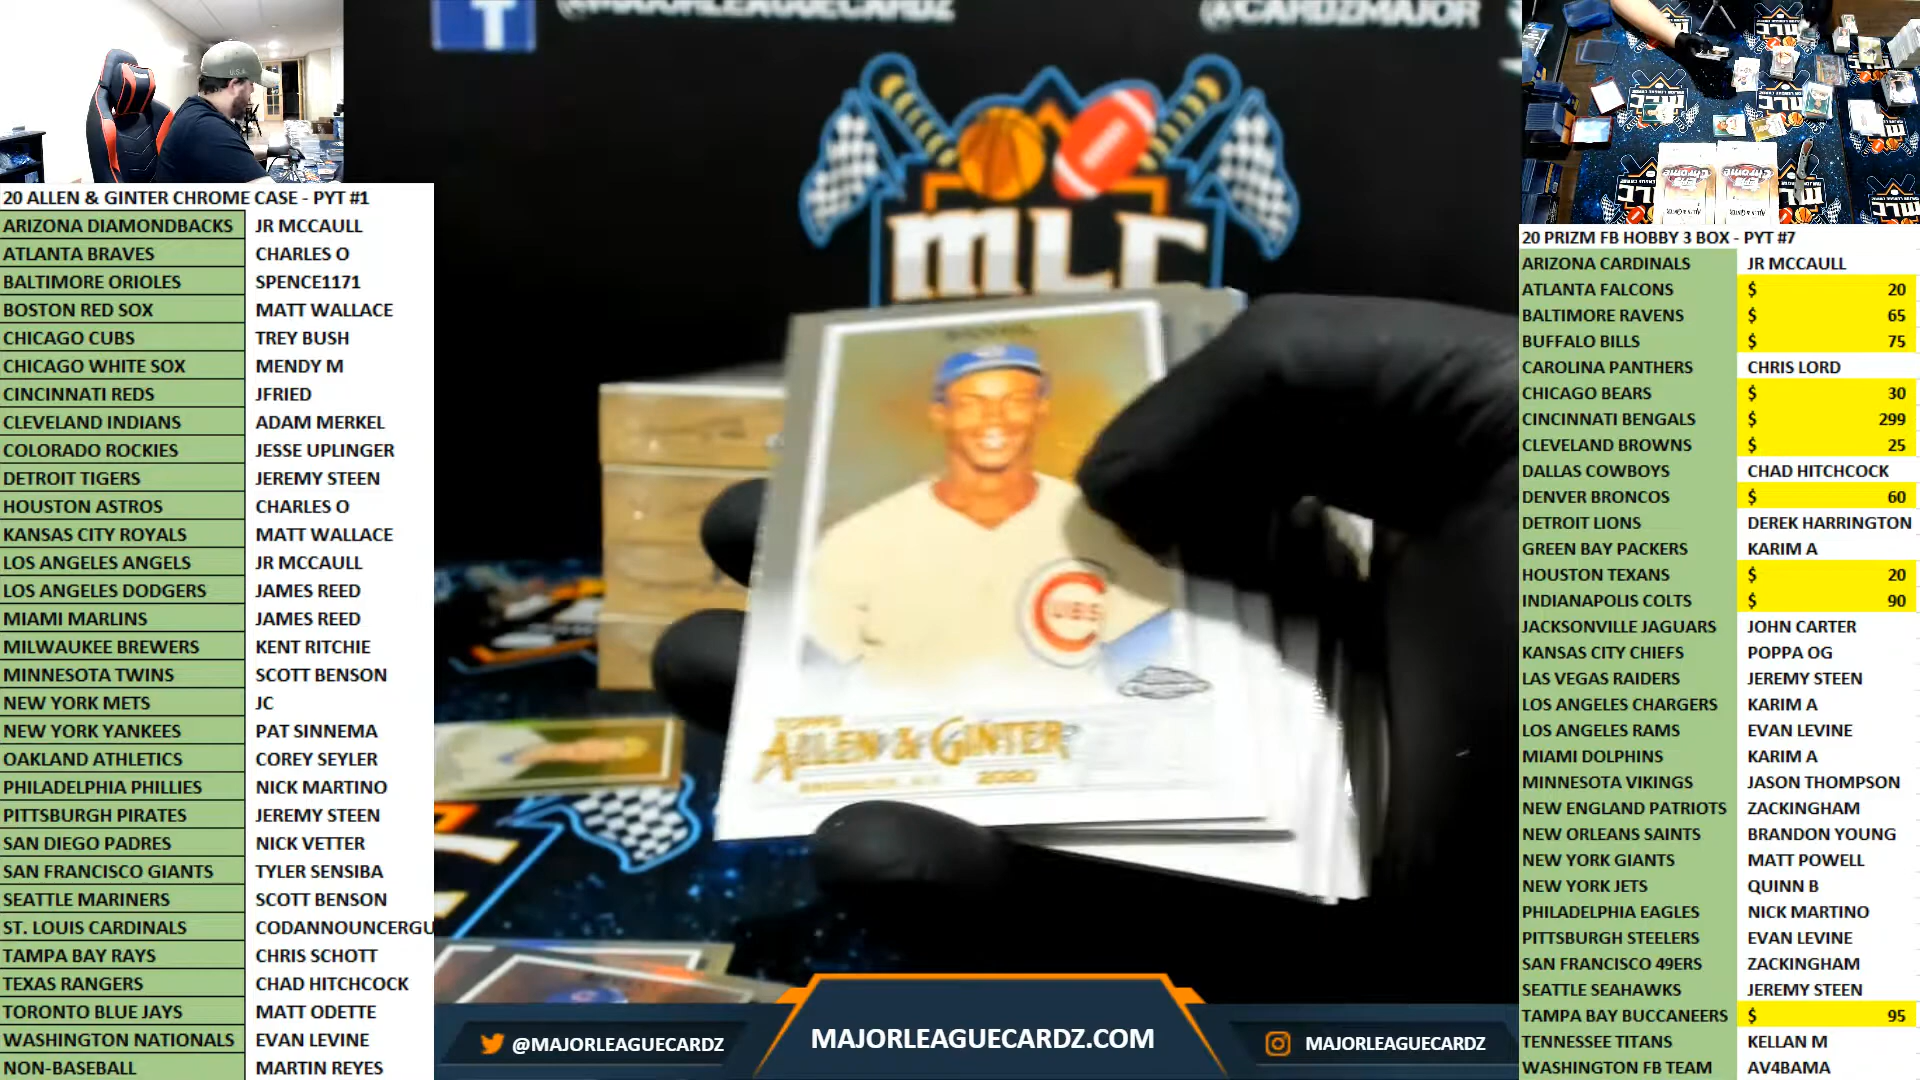 @MAJORLEAGUECARDZ
@CARDZMAJOR
MLC
20 ALLEN & GINTER CHROME CASE - PYT #1
ARIZONA DIAMONDBACKS JR MCCAULL
ATLANTA BRAVES CHARLES O
BALTIMORE ORIOLES SPENCE1171
BOSTON RED SOX MATT WALLACE
CHICAGO CUBS TREY BUSH
CHICAGO WHITE SOX MENDY M
CINCINNATI REDS JFRIED
CLEVELAND INDIANS ADAM MERKEL
COLORADO ROCKIES JESSE UPLINGER
DETROIT TIGERS JEREMY STEEN
HOUSTON ASTROS CHARLES O
KANSAS CITY ROYALS MATT WALLACE
LOS ANGELES ANGELS JR MCCAULL
LOS ANGELES DODGERS JAMES REED
MIAMI MARLINS JAMES REED
MILWAUKEE BREWERS KENT RITCHIE
MINNESOTA TWINS SCOTT BENSON
NEW YORK METS JC
NEW YORK YANKEES PAT SINNEMA
OAKLAND ATHLETICS COREY SEYLER
PHILADELPHIA PHILLIES NICK MARTINO
PITTSBURGH PIRATES JEREMY STEEN
SAN DIEGO PADRES NICK VETTER
SAN FRANCISCO GIANTS TYLER SENSIBA
SEATTLE MARINERS SCOTT BENSON
ST. LOUIS CARDINALS CODANNOUNCERGU
TAMPA BAY RAYS CHRIS SCHOTT
TEXAS RANGERS CHAD HITCHCOCK
TORONTO BLUE JAYS MATT ODETTE
WASHINGTON NATIONALS EVAN LEVINE
NON-BASEBALL MARTIN REYES
CUBS
TOPPS
ALLEN & GINTER
2020
@MAJORLEAGUECARDZ
MAJORLEAGUECARDZ.COM
MAJORLEAGUECARDZ
20 PRIZM FB HOBBY 3 BOX - PYT #7
ARIZONA CARDINALS JR MCCAULL
ATLANTA FALCONS $ 20
BALTIMORE RAVENS $ 65
BUFFALO BILLS $ 75
CAROLINA PANTHERS CHRIS LORD
CHICAGO BEARS $ 30
CINCINNATI BENGALS $ 299
CLEVELAND BROWNS $ 25
DALLAS COWBOYS CHAD HITCHCOCK
DENVER BRONCOS $ 60
DETROIT LIONS DEREK HARRINGTON
GREEN BAY PACKERS KARIM A
HOUSTON TEXANS $ 20
INDIANAPOLIS COLTS $ 90
JACKSONVILLE JAGUARS JOHN CARTER
KANSAS CITY CHIEFS POPPA OG
LAS VEGAS RAIDERS JEREMY STEEN
LOS ANGELES CHARGERS KARIM A
LOS ANGELES RAMS EVAN LEVINE
MIAMI DOLPHINS KARIM A
MINNESOTA VIKINGS JASON THOMPSON
NEW ENGLAND PATRIOTS ZACKINGHAM
NEW ORLEANS SAINTS BRANDON YOUNG
NEW YORK GIANTS MATT POWELL
NEW YORK JETS QUINN B
PHILADELPHIA EAGLES NICK MARTINO
PITTSBURGH STEELERS EVAN LEVINE
SAN FRANCISCO 49ERS ZACKINGHAM
SEATTLE SEAHAWKS JEREMY STEEN
TAMPA BAY BUCCANEERS $ 95
TENNESSEE TITANS KELLAN M
WASHINGTON FB TEAM AV4BAMA